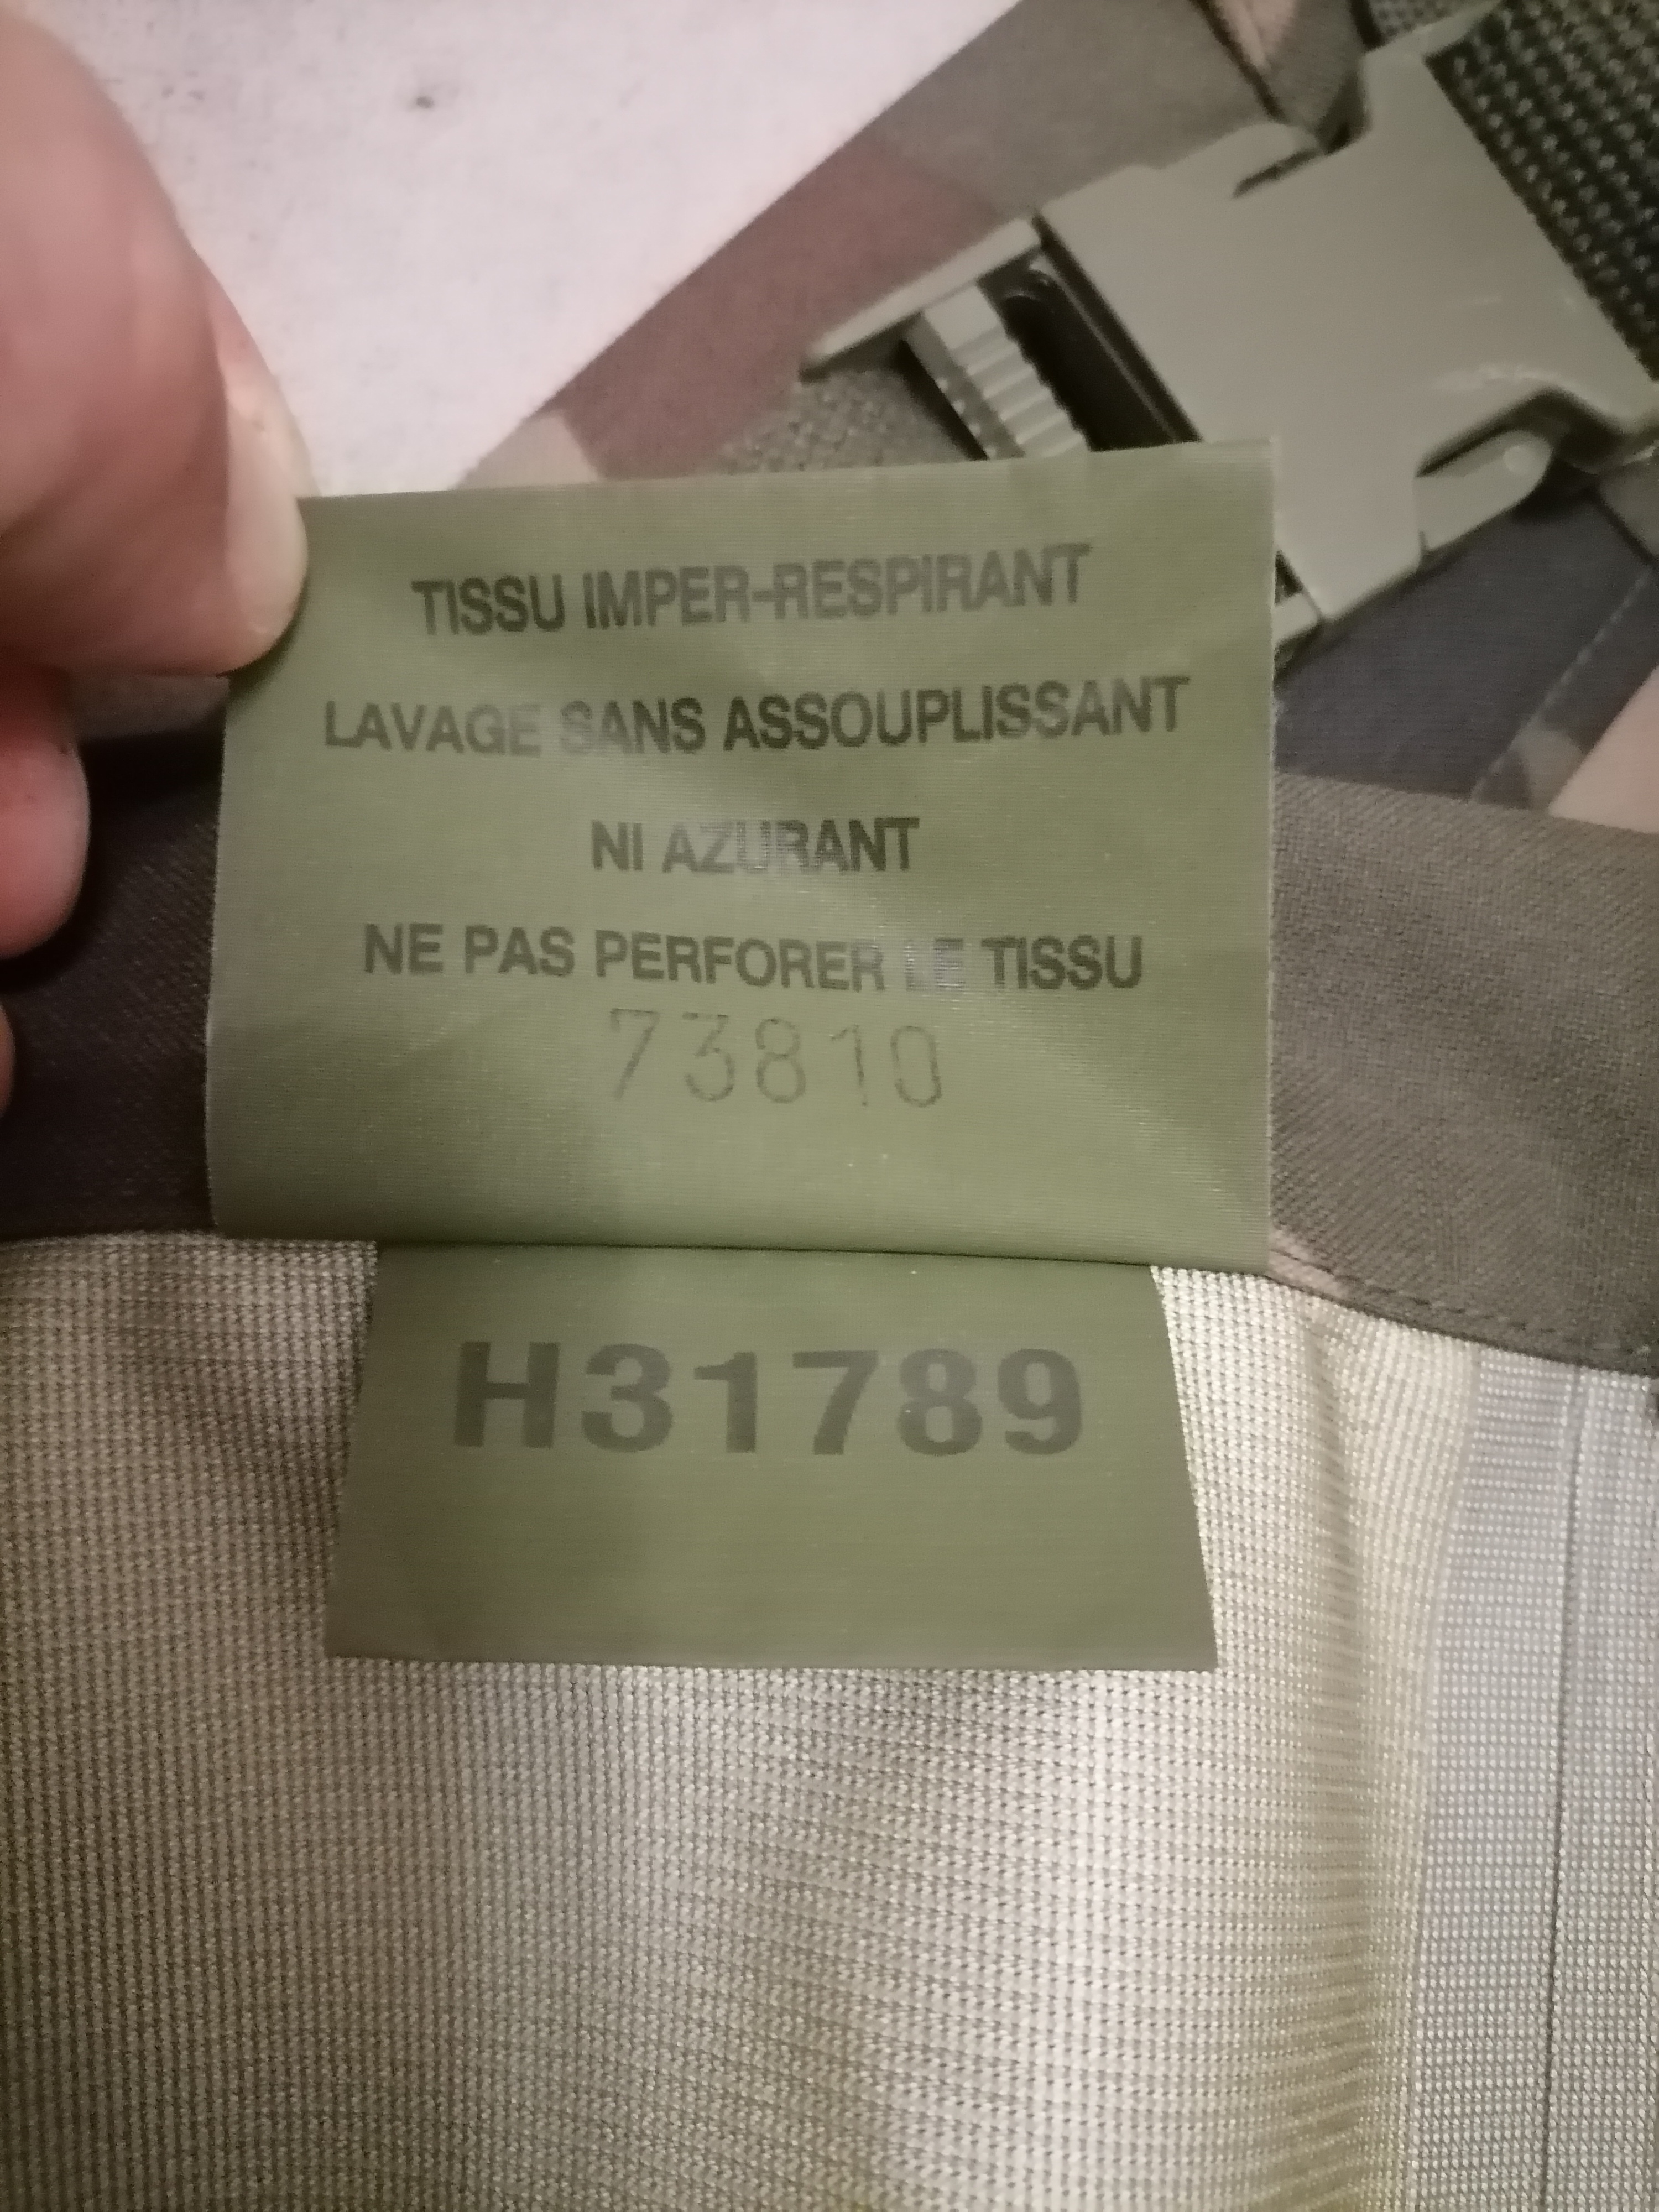 TISSU IMPER-RESPIRANT
LAVAGE SANS ASSOUPLISSANT
NI AZURANT
NE PAS PERFORER LE TISSU
73810
H31789